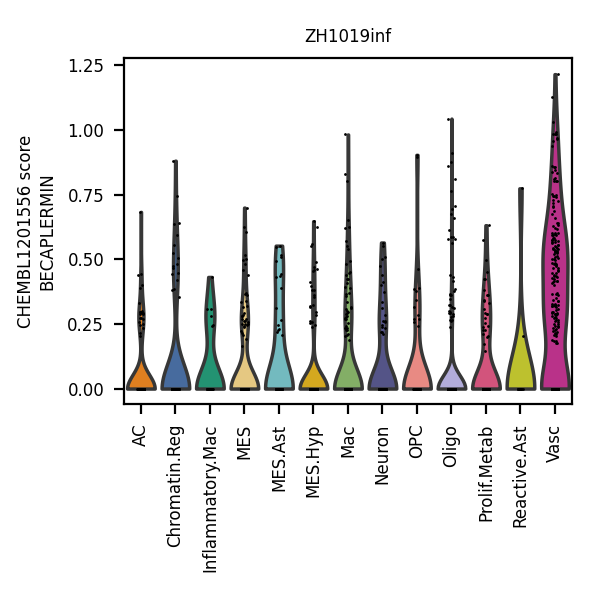 ZH1019inf
CHEMBL1201556 score
BECAPLERMIN
1.25
1.00
0.75
0.50
0.25
0.00
AC
Chromatin.Reg
Inflammatory.Mac
MES
MES.Ast
MES.Hyp
Mac
Neuron
OPC
Oligo
Prolif.Metab
Reactive.Ast
Vasc